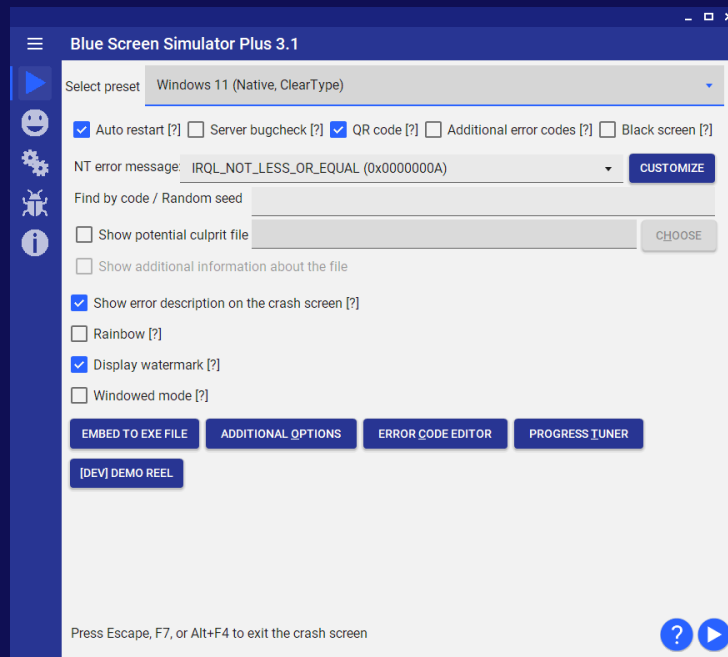 Blue Screen Simulator Plus 3.1
Select preset Windows 11 (Native, ClearType)
Auto restart [?] Server bugcheck [?] QR code [?] Additional error codes [?] Black screen [?]
NT error message: IRQL_NOT_LESS_OR_EQUAL (0x0000000A) CUSTOMIZE
Find by code / Random seed
Show potential culprit file CHOOSE
Show additional information about the file
Show error description on the crash screen [?]
Rainbow [?]
Display watermark [?]
Windowed mode [?]
EMBED TO EXE FILE ADDITIONAL OPTIONS ERROR CODE EDITOR PROGRESS TUNER
[DEV] DEMO REEL
Press Escape, F7, or Alt+F4 to exit the crash screen ?